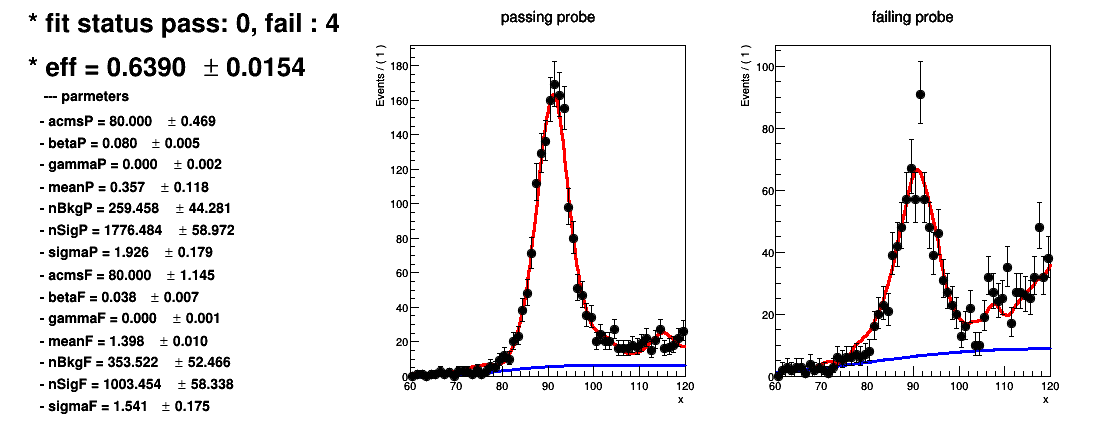 * fit status pass: 0, fail : 4
* eff = 0.6390 ± 0.0154
--- parmeters
- acmsP = 80.000 ± 0.469
- betaP = 0.080 ± 0.005
- gammaP = 0.000 ± 0.002
- meanP = 0.357 ± 0.118
- nBkgP = 259.458 ± 44.281
- nSigP = 1776.484 ± 58.972
- sigmaP = 1.926 ± 0.179
- acmsF = 80.000 ± 1.145
- betaF = 0.038 ± 0.007
- gammaF = 0.000 ± 0.001
- meanF = 1.398 ± 0.010
- nBkgF = 353.522 ± 52.466
- nSigF = 1003.454 ± 58.338
- sigmaF = 1.541 ± 0.175
passing probe
Events / ( 1 )
180
160
140
120
100
80
60
40
20
0
60 70 80 90 100 110 120
x
failing probe
Events / ( 1 )
100
80
60
40
20
0
60 70 80 90 100 110 120
x